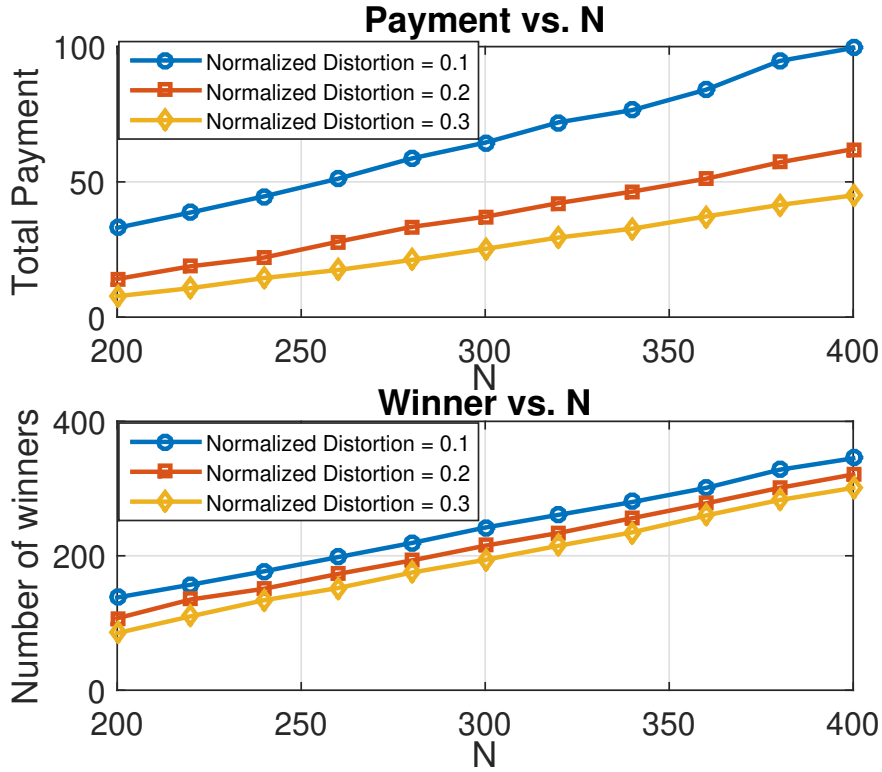 Payment vs. N
100
50
0
Total Payment
Normalized Distortion = 0.1
Normalized Distortion = 0.2
Normalized Distortion = 0.3
200 250 300 350 400
N
Winner vs. N
400
200
0
Number of winners
Normalized Distortion = 0.1
Normalized Distortion = 0.2
Normalized Distortion = 0.3
200 250 300 350 400
N